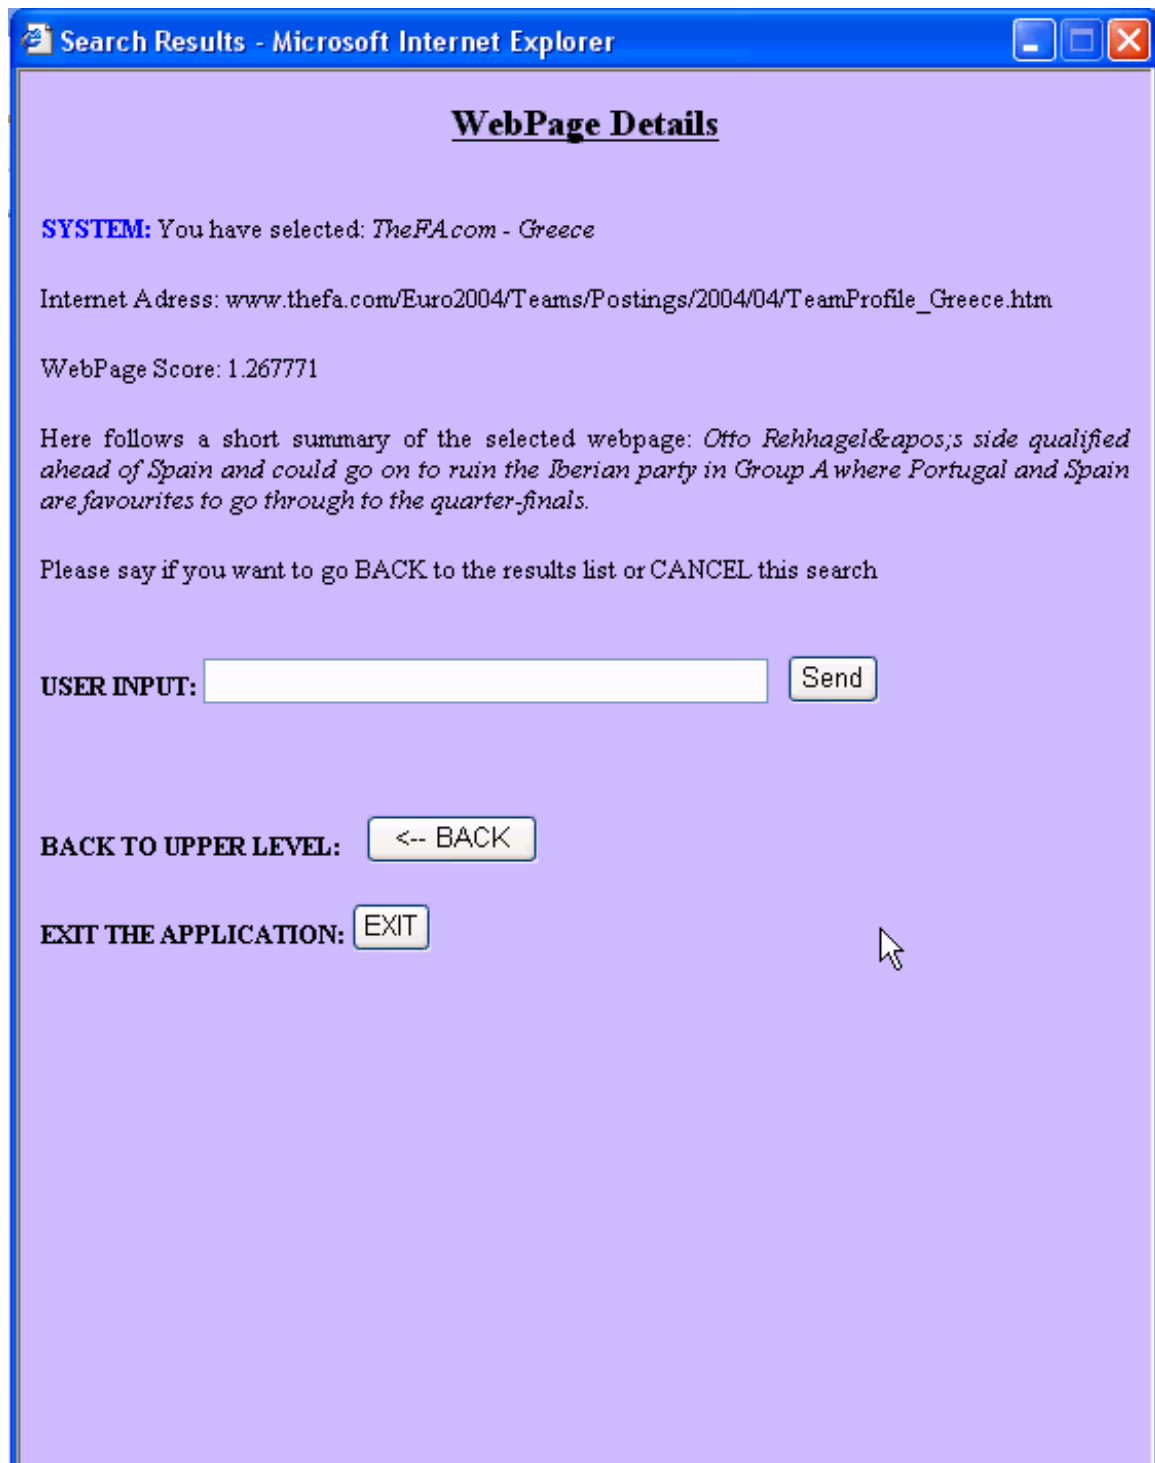 Search Results - Microsoft Internet Explorer
WebPage Details
SYSTEM: You have selected: TheFA.com - Greece
Internet Adress: www.thefa.com/Euro2004/Teams/Postings/2004/04/TeamProfile_Greece.htm
WebPage Score: 1.267771
Here follows a short summary of the selected webpage: Otto Rehhagel&apos;s side qualified
ahead of Spain and could go on to ruin the Iberian party in Group A where Portugal and Spain
are favourites to go through to the quarter-finals.
Please say if you want to go BACK to the results list or CANCEL this search
USER INPUT: Send
BACK TO UPPER LEVEL: <-- BACK
EXIT THE APPLICATION: EXIT